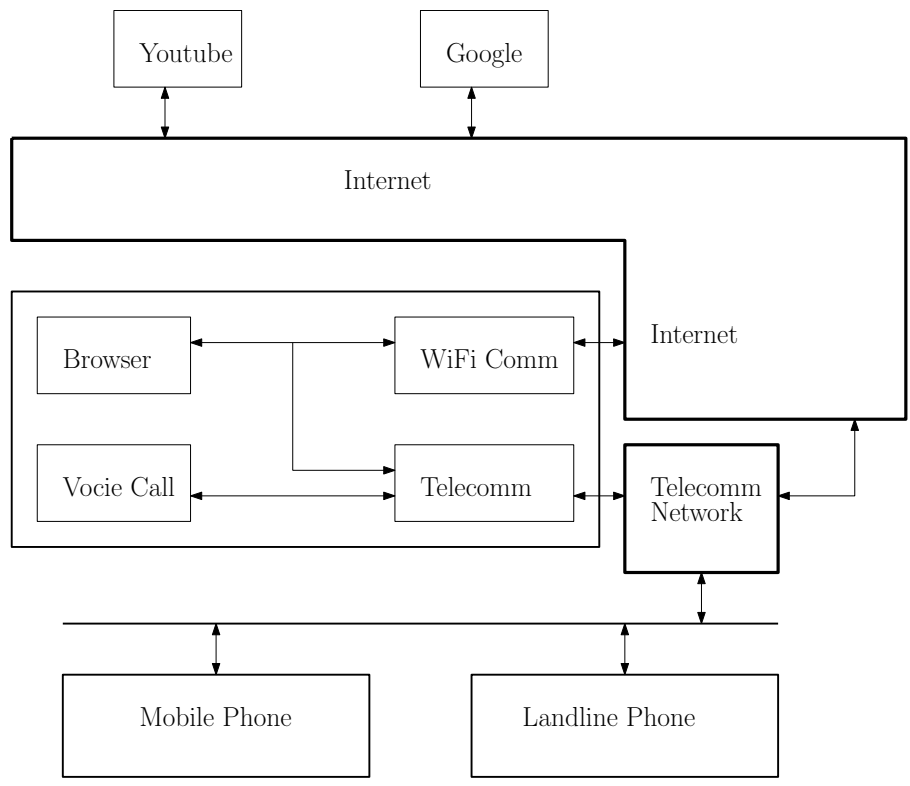 Youtube
Google
Internet
Internet
Browser
WiFi Comm
Vocie Call
Telecomm
Telecomm
Network
Mobile Phone
Landline Phone